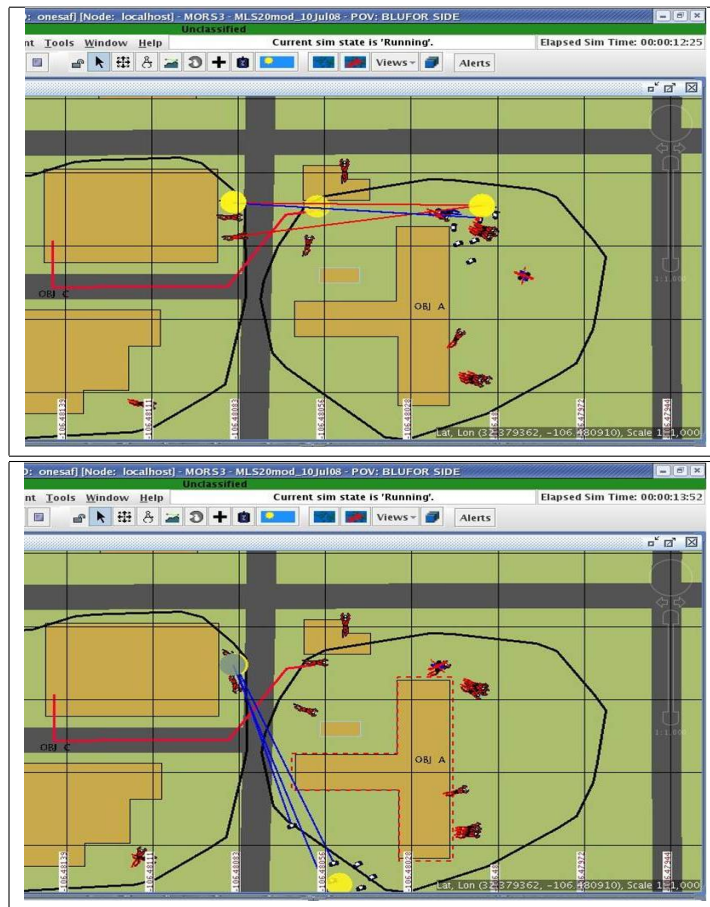 : onesaf] [Node: localhost] - MORS3 - MLS20mod_10Jul08 - POV: BLUFOR SIDE
Unclassified
nt Tools Window Help Current sim state is 'Running'. Elapsed Sim Time: 00:00:12:25
Views Alerts
1:1,000
OBJ C
OBJ A
-106.48139 -106.48111 -106.48083 -106.48056 -106.48028 -106.47972 -106.47944
Lat, Lon (32.379362, -106.480910), Scale 1:1,000
: onesaf] [Node: localhost] - MORS3 - MLS20mod_10Jul08 - POV: BLUFOR SIDE
Unclassified
nt Tools Window Help Current sim state is 'Running'. Elapsed Sim Time: 00:00:13:52
Views Alerts
OBJ C
OBJ A
-106.48139 -106.48111 -106.48083 -106.48056 -106.48028 -106.47972 -106.47944
Lat, Lon (32.379362, -106.480910), Scale 1:1,000